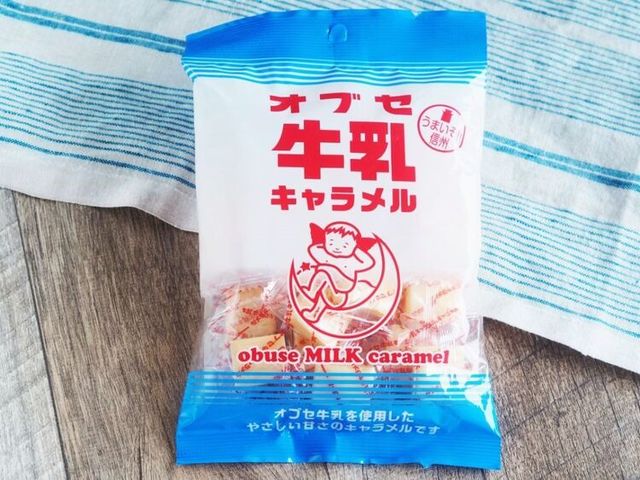 オブセ
牛乳
キャラメル
うまいぞ!
信州
obuse MILK caramel
オブセ牛乳を使用した
やさしい甘さのキャラメルです